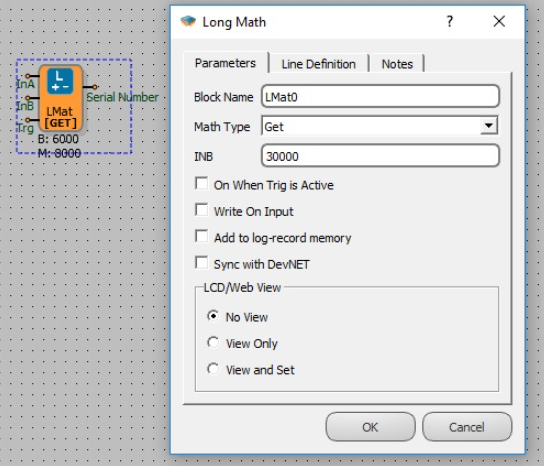 L
+ -
InA
InB
Trg
LMat
[GET]
Serial Number
B: 6000
M: 8000
Long Math
?
Parameters
Line Definition
Notes
Block Name
LMat0
Math Type
Get
INB
30000
On When Trig is Active
Write On Input
Add to log-record memory
Sync with DevNET
LCD/Web View
No View
View Only
View and Set
OK
Cancel